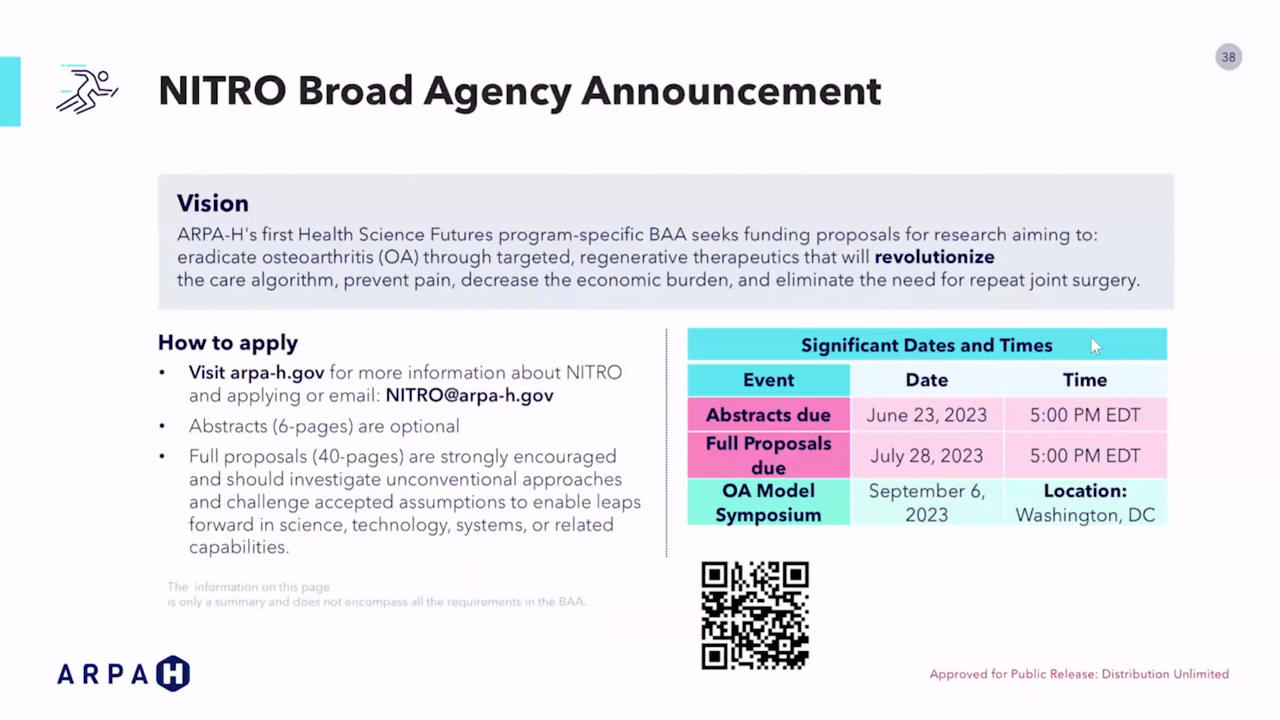 38
NITRO Broad Agency Announcement
Vision
ARPA-H's first Health Science Futures program-specific BAA seeks funding proposals for research aiming to:
eradicate osteoarthritis (OA) through targeted, regenerative therapeutics that will revolutionize
the care algorithm, prevent pain, decrease the economic burden, and eliminate the need for repeat joint surgery.
How to apply
• Visit arpa-h.gov for more information about NITRO
and applying or email: NITRO@arpa-h.gov
• Abstracts (6-pages) are optional
• Full proposals (40-pages) are strongly encouraged
and should investigate unconventional approaches
and challenge accepted assumptions to enable leaps
forward in science, technology, systems, or related
capabilities.
The information on this page
is only a summary and does not encompass all the requirements in the BAA.
Significant Dates and Times
Event Date Time
Abstracts due June 23, 2023 5:00 PM EDT
Full Proposals
due July 28, 2023 5:00 PM EDT
OA Model September 6, Location:
Symposium 2023 Washington, DC
ARPA H
Approved for Public Release: Distribution Unlimited